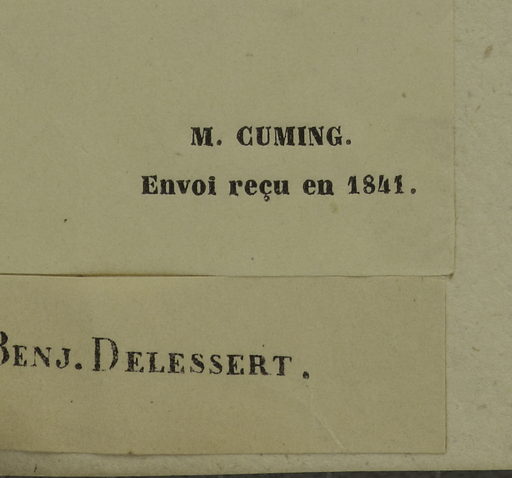 M. CUMING.
Envoi reçu en 1841.
BENJ. DELESSERT.